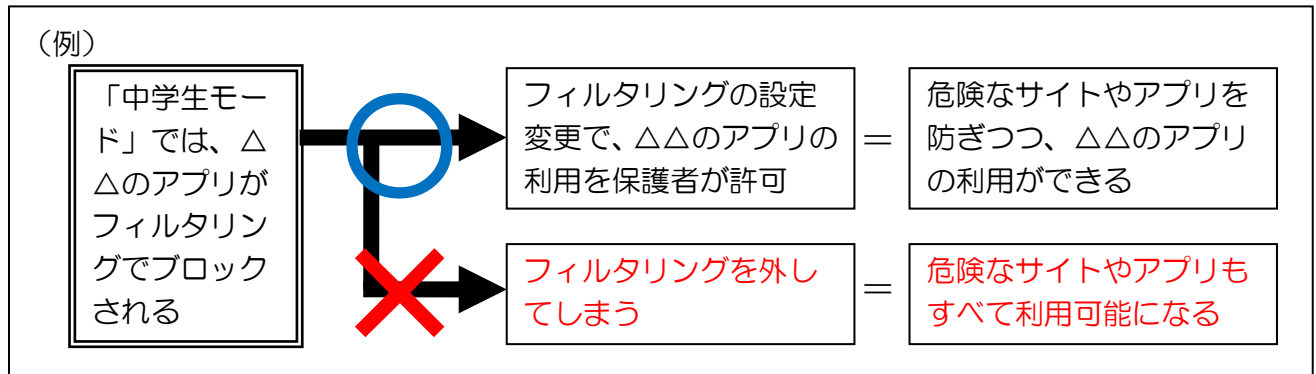 （例）
「中学生モー
ド」では、△
△のアプリが
フィルタリン
グでブロック
される
フィルタリングの設定
変更で、△△のアプリの
利用を保護者が許可
＝
危険なサイトやアプリを
防ぎつつ、△△のアプリ
の利用ができる
フィルタリングを外し
てしまう
＝
危険なサイトやアプリも
すべて利用可能になる